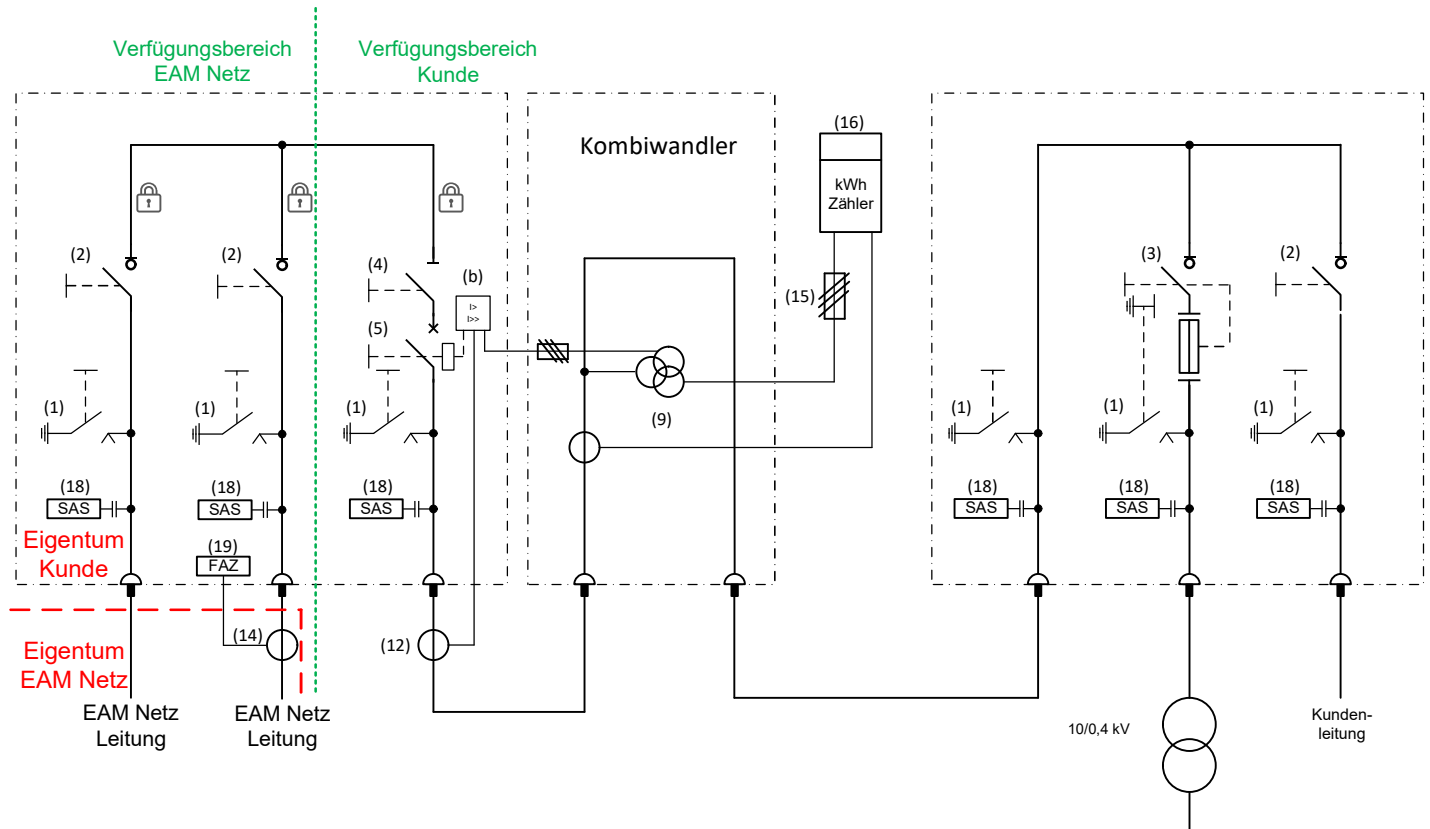 Verfügungsbereich
EAM Netz
Verfügungsbereich
Kunde
Kombiwandler
(16)
kWh
Zähler
(2)
(2)
(4)
(b)
I>
I>>
(5)
(15)
(3)
(2)
(9)
(1)
(1)
(1)
(1)
(1)
(1)
(18)
SAS
(18)
SAS
(18)
SAS
(18)
SAS
(18)
SAS
(18)
SAS
Eigentum
Kunde
(19)
FAZ
(14)
(12)
Eigentum
EAM Netz
EAM Netz
Leitung
EAM Netz
Leitung
10/0,4 kV
Kunden-
leitung